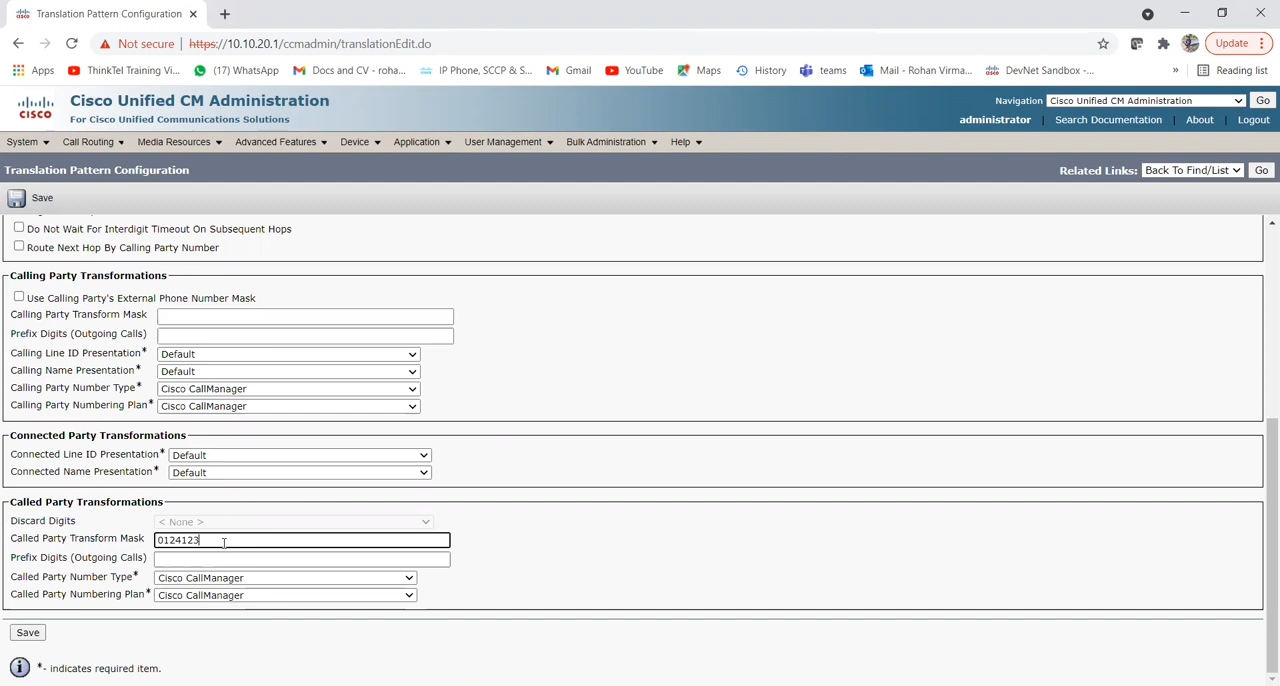 Translation Pattern Configuration
Not secure | https://10.10.20.1/ccmadmin/translationEdit.do
Update
Apps ThinkTel Training Vi... (17) WhatsApp Docs and CV - roha... IP Phone, SCCP & S... Gmail YouTube Maps History teams Mail - Rohan Virma... DevNet Sandbox -... » Reading list
cisco
Cisco Unified CM Administration
For Cisco Unified Communications Solutions
Navigation Cisco Unified CM Administration Go
administrator | Search Documentation | About | Logout
System Call Routing Media Resources Advanced Features Device Application User Management Bulk Administration Help
Translation Pattern Configuration
Related Links: Back To Find/List Go
Save
Do Not Wait For Interdigit Timeout On Subsequent Hops
Route Next Hop By Calling Party Number
Calling Party Transformations
Use Calling Party's External Phone Number Mask
Calling Party Transform Mask
Prefix Digits (Outgoing Calls)
Calling Line ID Presentation* Default
Calling Name Presentation* Default
Calling Party Number Type* Cisco CallManager
Calling Party Numbering Plan* Cisco CallManager
Connected Party Transformations
Connected Line ID Presentation* Default
Connected Name Presentation* Default
Called Party Transformations
Discard Digits < None >
Called Party Transform Mask 0124123
Prefix Digits (Outgoing Calls)
Called Party Number Type* Cisco CallManager
Called Party Numbering Plan* Cisco CallManager
Save
*- indicates required item.